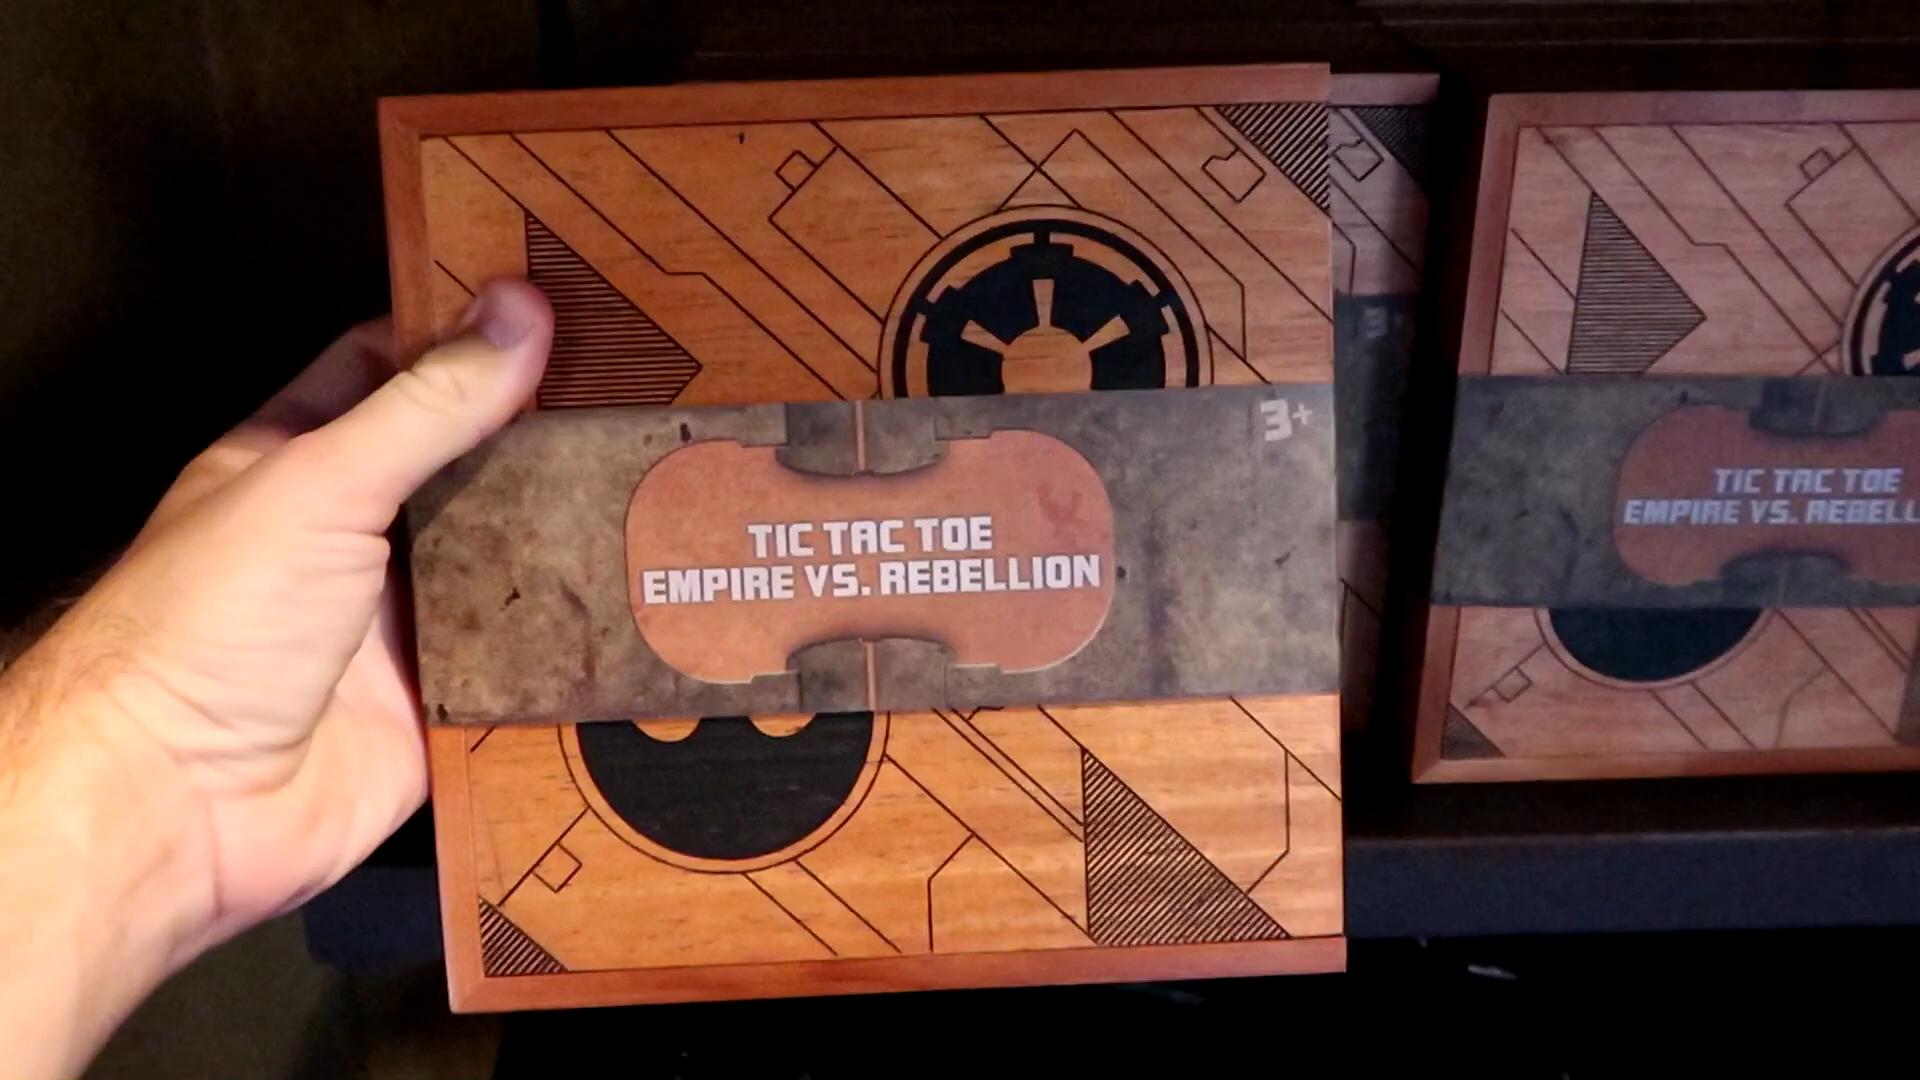 3+
TIC TAC TOE
EMPIRE VS. REBELLION
TIC TAC TOE
EMPIRE VS. REBELL